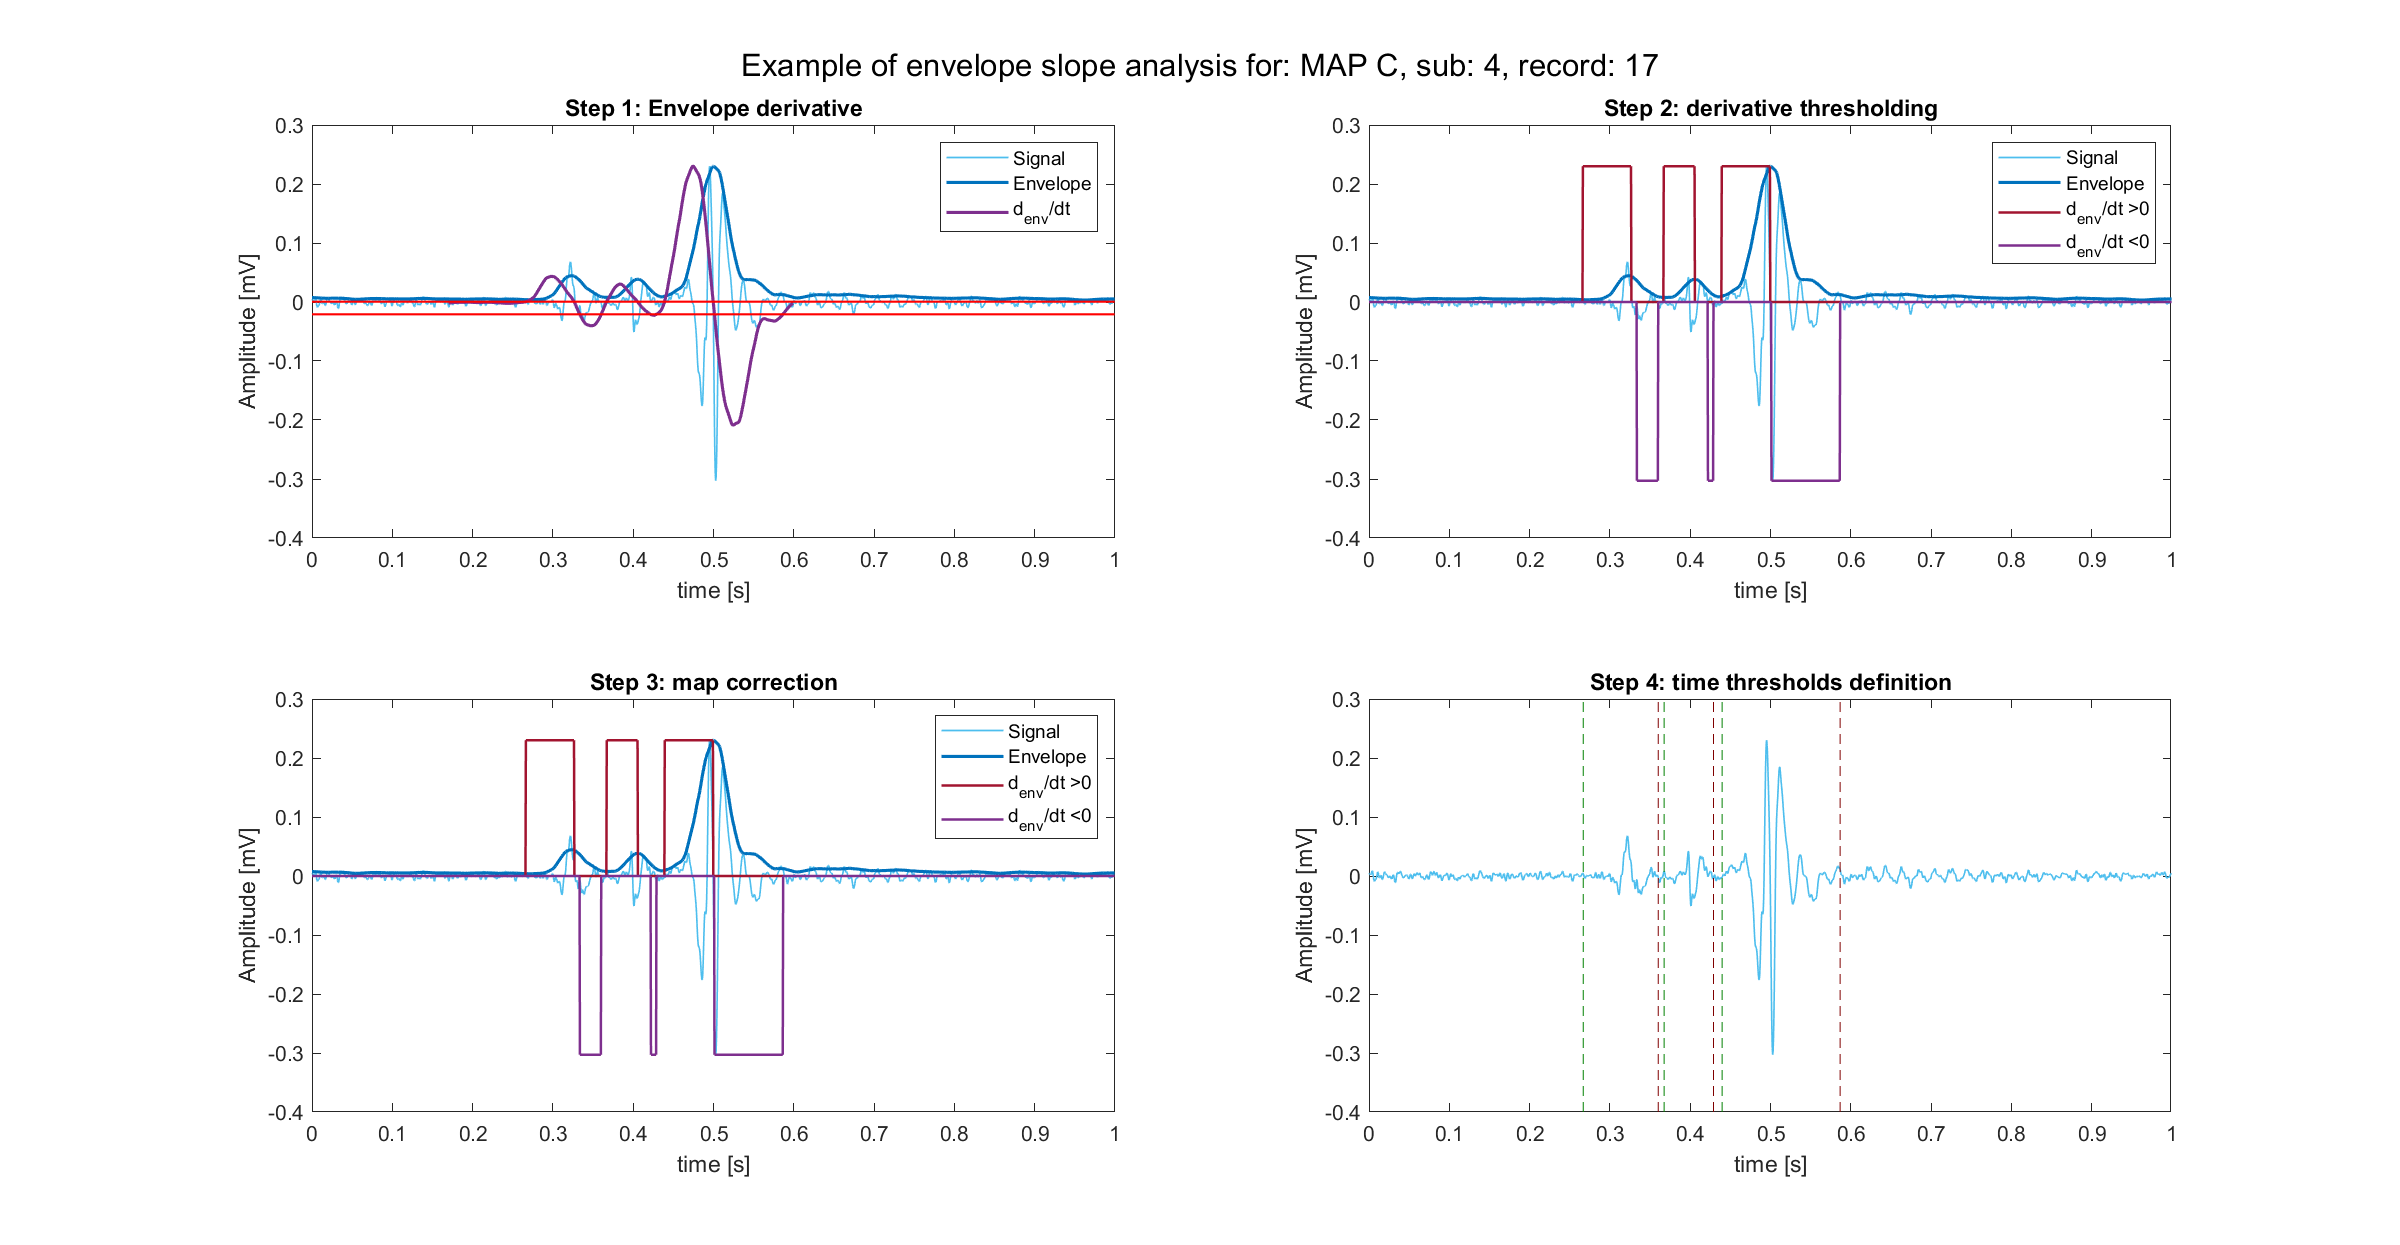 Example of envelope slope analysis for: MAP C, sub: 4, record: 17
Step 1: Envelope derivative
0.3
0.2
0.1
0
-0.1
-0.2
-0.3
-0.4
Amplitude [mV]
0 0.1 0.2 0.3 0.4 0.5 0.6 0.7 0.8 0.9 1
time [s]
Signal
Envelope
d_env/dt
Step 2: derivative thresholding
0.3
0.2
0.1
0
-0.1
-0.2
-0.3
-0.4
Amplitude [mV]
0 0.1 0.2 0.3 0.4 0.5 0.6 0.7 0.8 0.9 1
time [s]
Signal
Envelope
d_env/dt >0
d_env/dt <0
Step 3: map correction
0.3
0.2
0.1
0
-0.1
-0.2
-0.3
-0.4
Amplitude [mV]
0 0.1 0.2 0.3 0.4 0.5 0.6 0.7 0.8 0.9 1
time [s]
Signal
Envelope
d_env/dt >0
d_env/dt <0
Step 4: time thresholds definition
0.3
0.2
0.1
0
-0.1
-0.2
-0.3
-0.4
Amplitude [mV]
0 0.1 0.2 0.3 0.4 0.5 0.6 0.7 0.8 0.9 1
time [s]